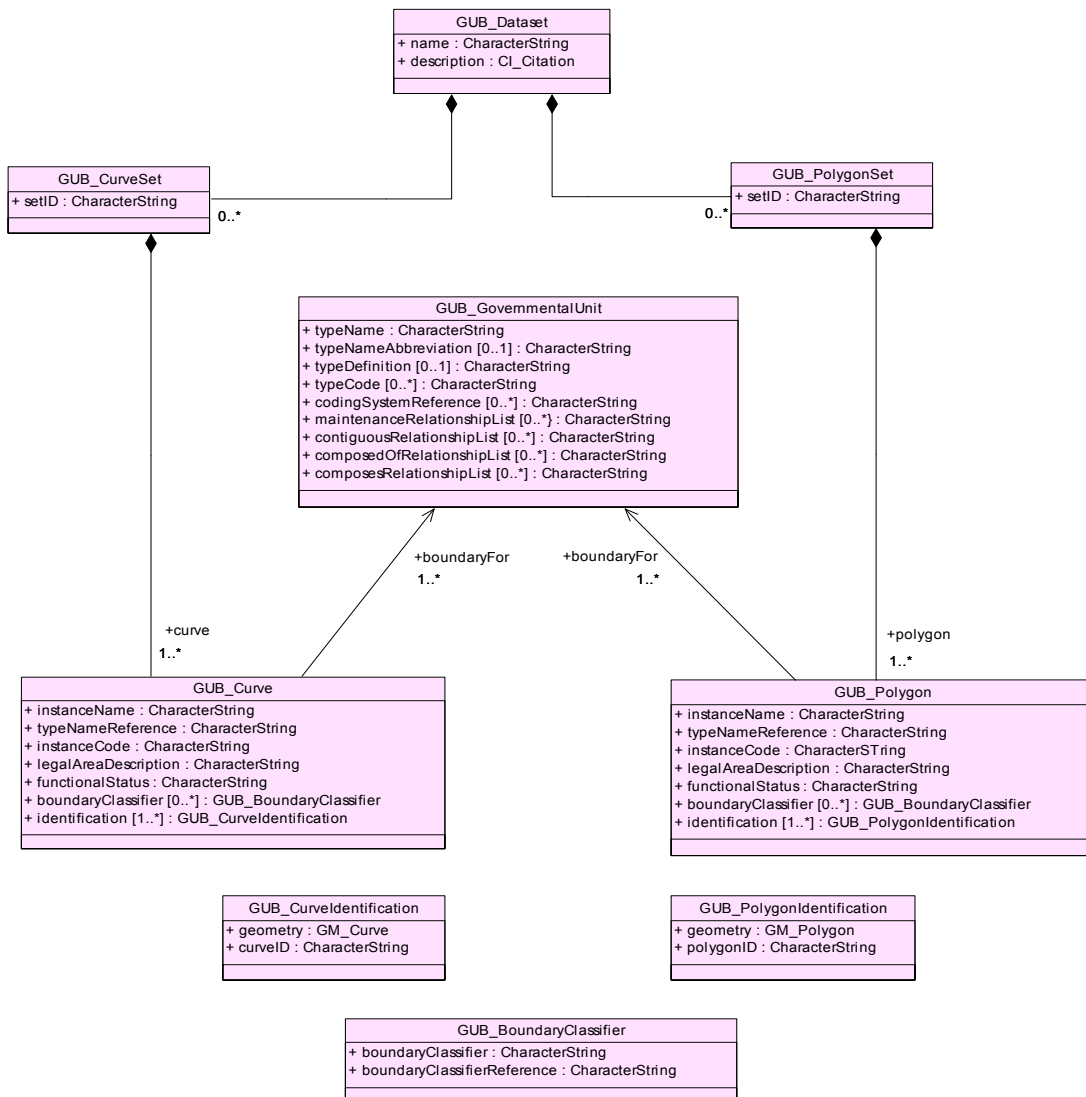 GUB_Dataset
+ name : CharacterString
+ description : CI_Citation
GUB_CurveSet
+ setID : CharacterString
0..*
GUB_PolygonSet
+ setID : CharacterString
0..*
GUB_GovernmentalUnit
+ typeName : CharacterString
+ typeNameAbbreviation [0..1] : CharacterString
+ typeDefinition [0..1] : CharacterString
+ typeCode [0..*] : CharacterString
+ codingSystemReference [0..*] : CharacterString
+ maintenanceRelationshipList [0..*} : CharacterString
+ contiguousRelationshipList [0..*] : CharacterString
+ composedOfRelationshipList [0..*] : CharacterString
+ composesRelationshipList [0..*] : CharacterString
+boundaryFor
1..*
+boundaryFor
1..*
+curve
1..*
+polygon
1..*
GUB_Curve
+ instanceName : CharacterString
+ typeNameReference : CharacterString
+ instanceCode : CharacterString
+ legalAreaDescription : CharacterString
+ functionalStatus : CharacterString
+ boundaryClassifier [0..*] : GUB_BoundaryClassifier
+ identification [1..*] : GUB_CurveIdentification
GUB_Polygon
+ instanceName : CharacterString
+ typeNameReference : CharacterString
+ instanceCode : CharacterSTring
+ legalAreaDescription : CharacterString
+ functionalStatus : CharacterString
+ boundaryClassifier [0..*] : GUB_BoundaryClassifier
+ identification [1..*] : GUB_PolygonIdentification
GUB_CurveIdentification
+ geometry : GM_Curve
+ curveID : CharacterString
GUB_PolygonIdentification
+ geometry : GM_Polygon
+ polygonID : CharacterString
GUB_BoundaryClassifier
+ boundaryClassifier : CharacterString
+ boundaryClassifierReference : CharacterString